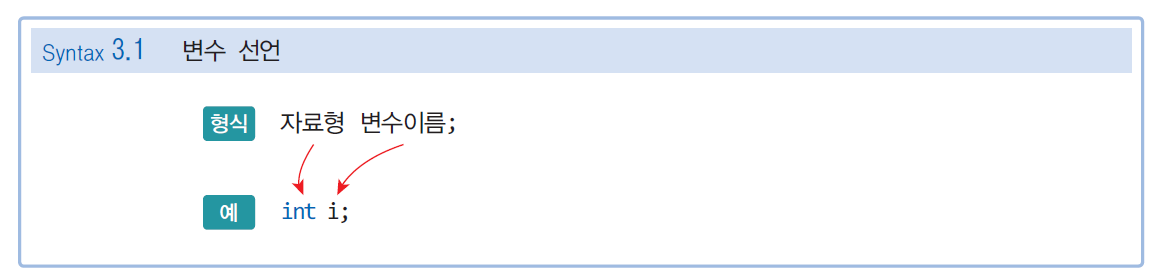 Syntax 3.1 변수 선언
형식 자료형 변수이름;
예 int i;